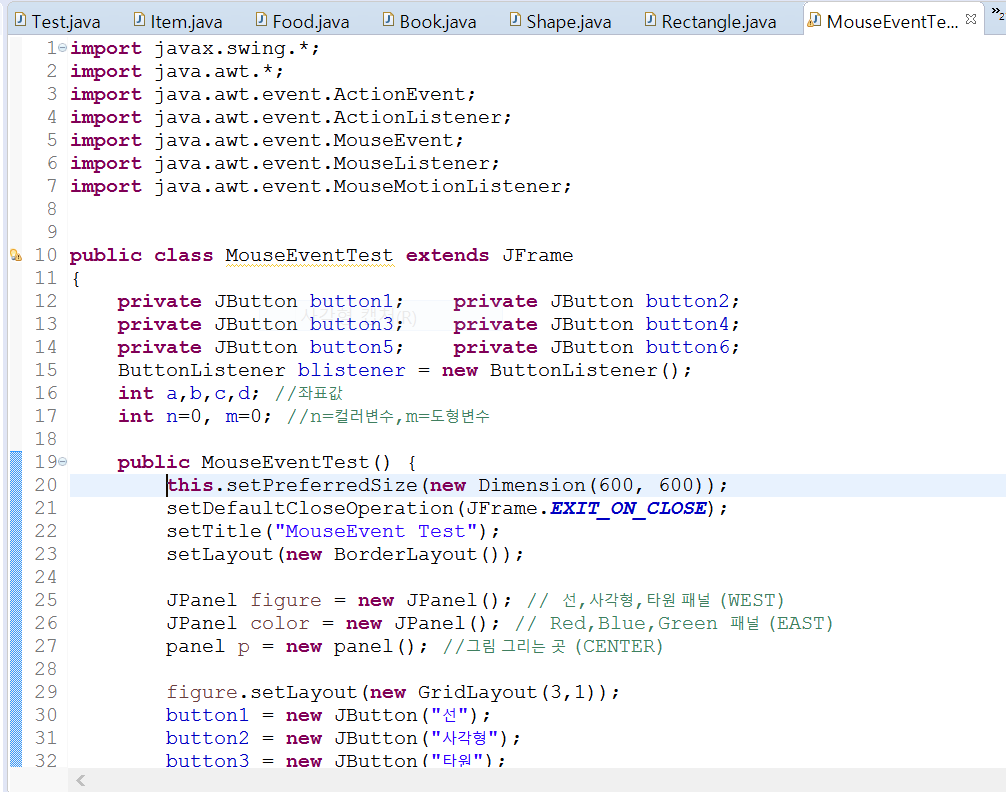 Test.java Item.java Food.java Book.java Shape.java Rectangle.java MouseEventTe... »2
1 import javax.swing.*;
2 import java.awt.*;
3 import java.awt.event.ActionEvent;
4 import java.awt.event.ActionListener;
5 import java.awt.event.MouseEvent;
6 import java.awt.event.MouseListener;
7 import java.awt.event.MouseMotionListener;
8
9
10 public class MouseEventTest extends JFrame
11 {
12 private JButton button1; private JButton button2;
13 private JButton button3; private JButton button4;
14 private JButton button5; private JButton button6;
15 ButtonListener blistener = new ButtonListener();
16 int a,b,c,d; //좌표값
17 int n=0, m=0; //n=컬러변수,m=도형변수
18
19 public MouseEventTest() {
20 this.setPreferredSize(new Dimension(600, 600));
21 setDefaultCloseOperation(JFrame.EXIT_ON_CLOSE);
22 setTitle("MouseEvent Test");
23 setLayout(new BorderLayout());
24
25 JPanel figure = new JPanel(); // 선,사각형,타원 패널 (WEST)
26 JPanel color = new JPanel(); // Red,Blue,Green 패널 (EAST)
27 panel p = new panel(); //그림 그리는 곳 (CENTER)
28
29 figure.setLayout(new GridLayout(3,1));
30 button1 = new JButton("선");
31 button2 = new JButton("사각형");
32 button3 = new JButton("타원");